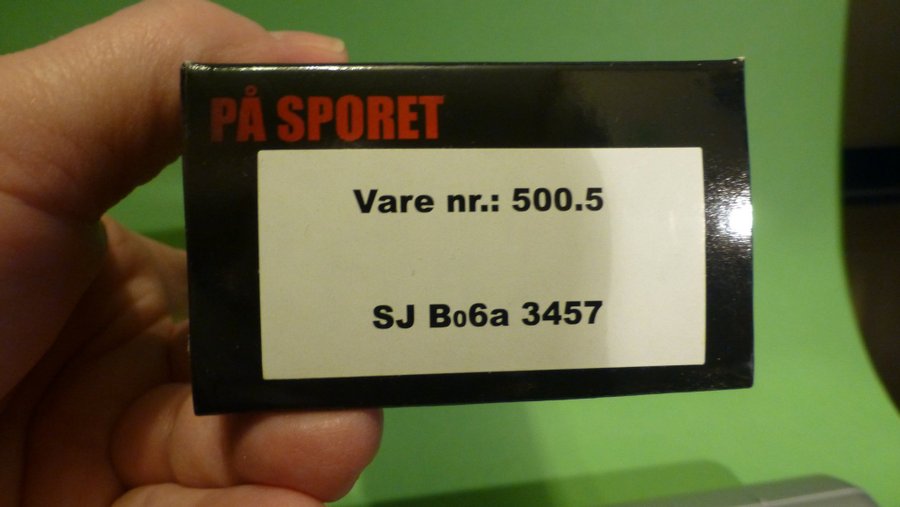 PÅ SPORET
Vare nr.: 500.5
SJ Bo6a 3457